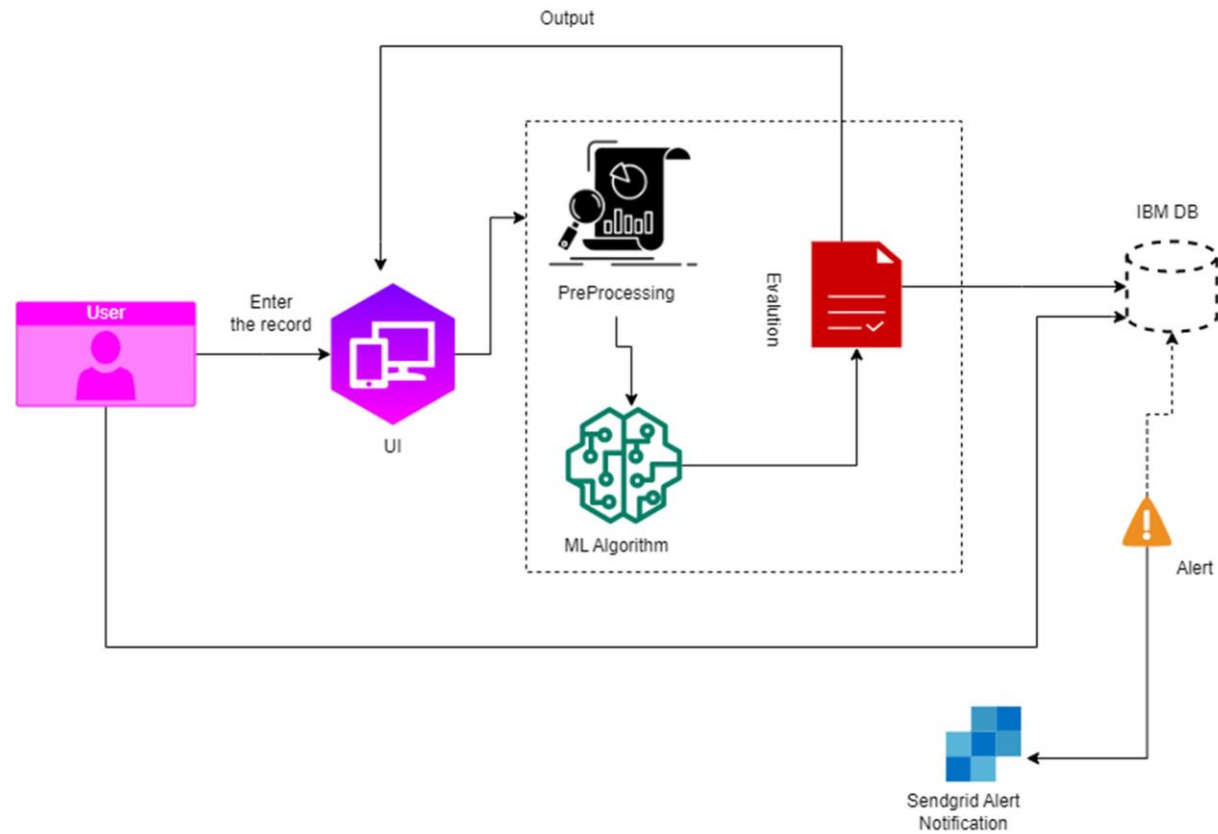 Output
IBM DB
User
Enter
the record
PreProcessing
Evalution
UI
ML Algorithm
Alert
Sendgrid Alert
Notification